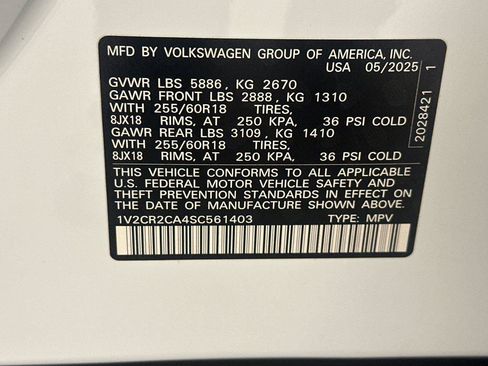 MFD BY VOLKSWAGEN GROUP OF AMERICA, INC.
USA 05/2025
GVWR LBS 5886, KG 2670
GAWR FRONT LBS 2888, KG 1310
WITH 255/60R18 TIRES,
8JX18 RIMS, AT 250 KPA, 36 PSI COLD
GAWR REAR LBS 3109, KG 1410
WITH 255/60R18 TIRES,
8JX18 RIMS, AT 250 KPA, 36 PSI COLD
THIS VEHICLE CONFORMS TO ALL APPLICABLE
U.S. FEDERAL MOTOR VEHICLE SAFETY AND
THEFT PREVENTION STANDARDS IN EFFECT ON
THE DATE OF MANUFACTURE SHOWN ABOVE.
1V2CR2CA4SC561403 TYPE: MPV
2028421 1